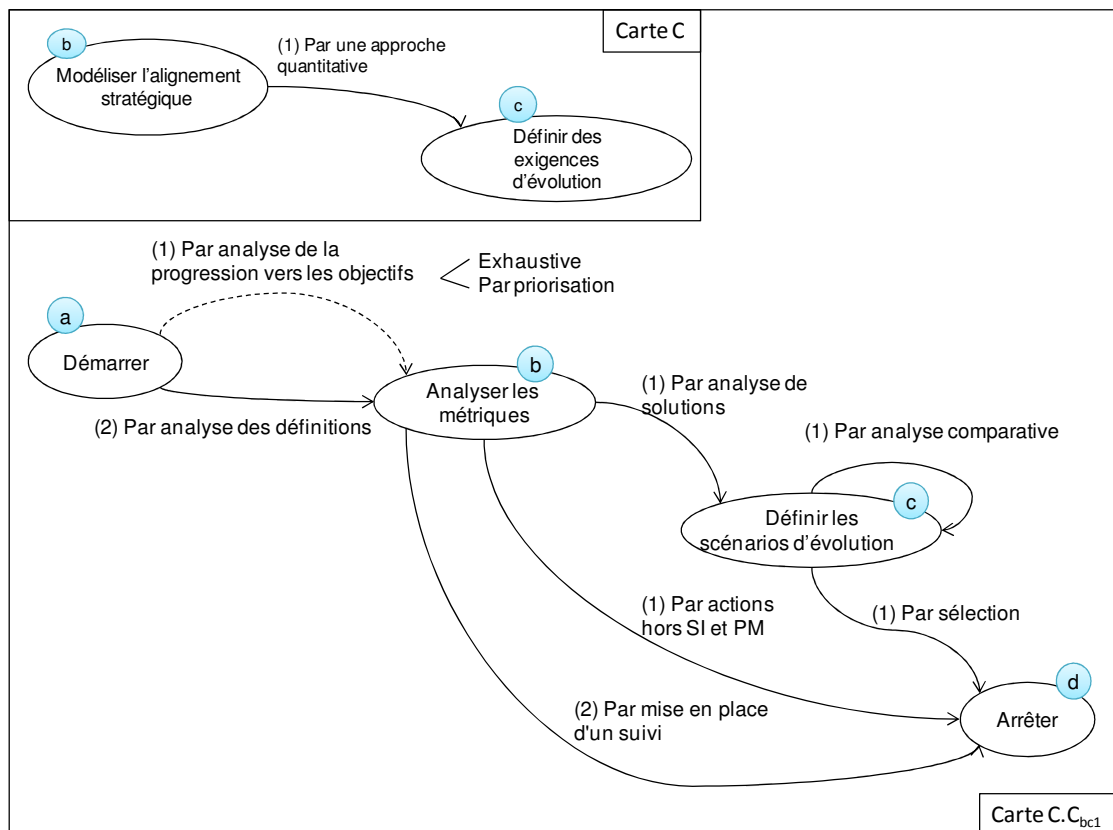 Carte C
b
Modéliser l'alignement
stratégique
(1) Par une approche
quantitative
c
Définir des
exigences
d'évolution
(1) Par analyse de la
progression vers les objectifs
Exhaustive
Par priorisation
a
Démarrer
(2) Par analyse des définitions
b
Analyser les
métriques
(1) Par analyse de
solutions
(1) Par analyse comparative
c
Définir les
scénarios d'évolution
(1) Par actions
hors SI et PM
(1) Par sélection
(2) Par mise en place
d'un suivi
d
Arrêter
Carte C.Cbc1